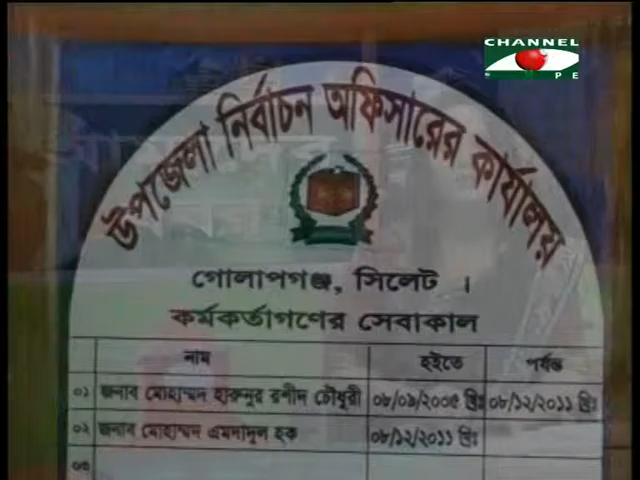 CHANNEL
P E
উপজেলা নির্বাচন অফিসারের কার্যালয়
গোলাপগঞ্জ, সিলেট ।
কর্মকর্তাগণের সেবাকাল
নাম হইতে পর্যন্ত
০১ জনাব মোহাম্মদ হারুনুর রশীদ চৌধুরী ০৮/০৯/২০০৫ খ্রিঃ ০৮/১২/২০১১ খ্রিঃ
০২ জনাব মোহাম্মদ এমদাদুল হক ০৮/১২/২০১১ খ্রিঃ
০৩